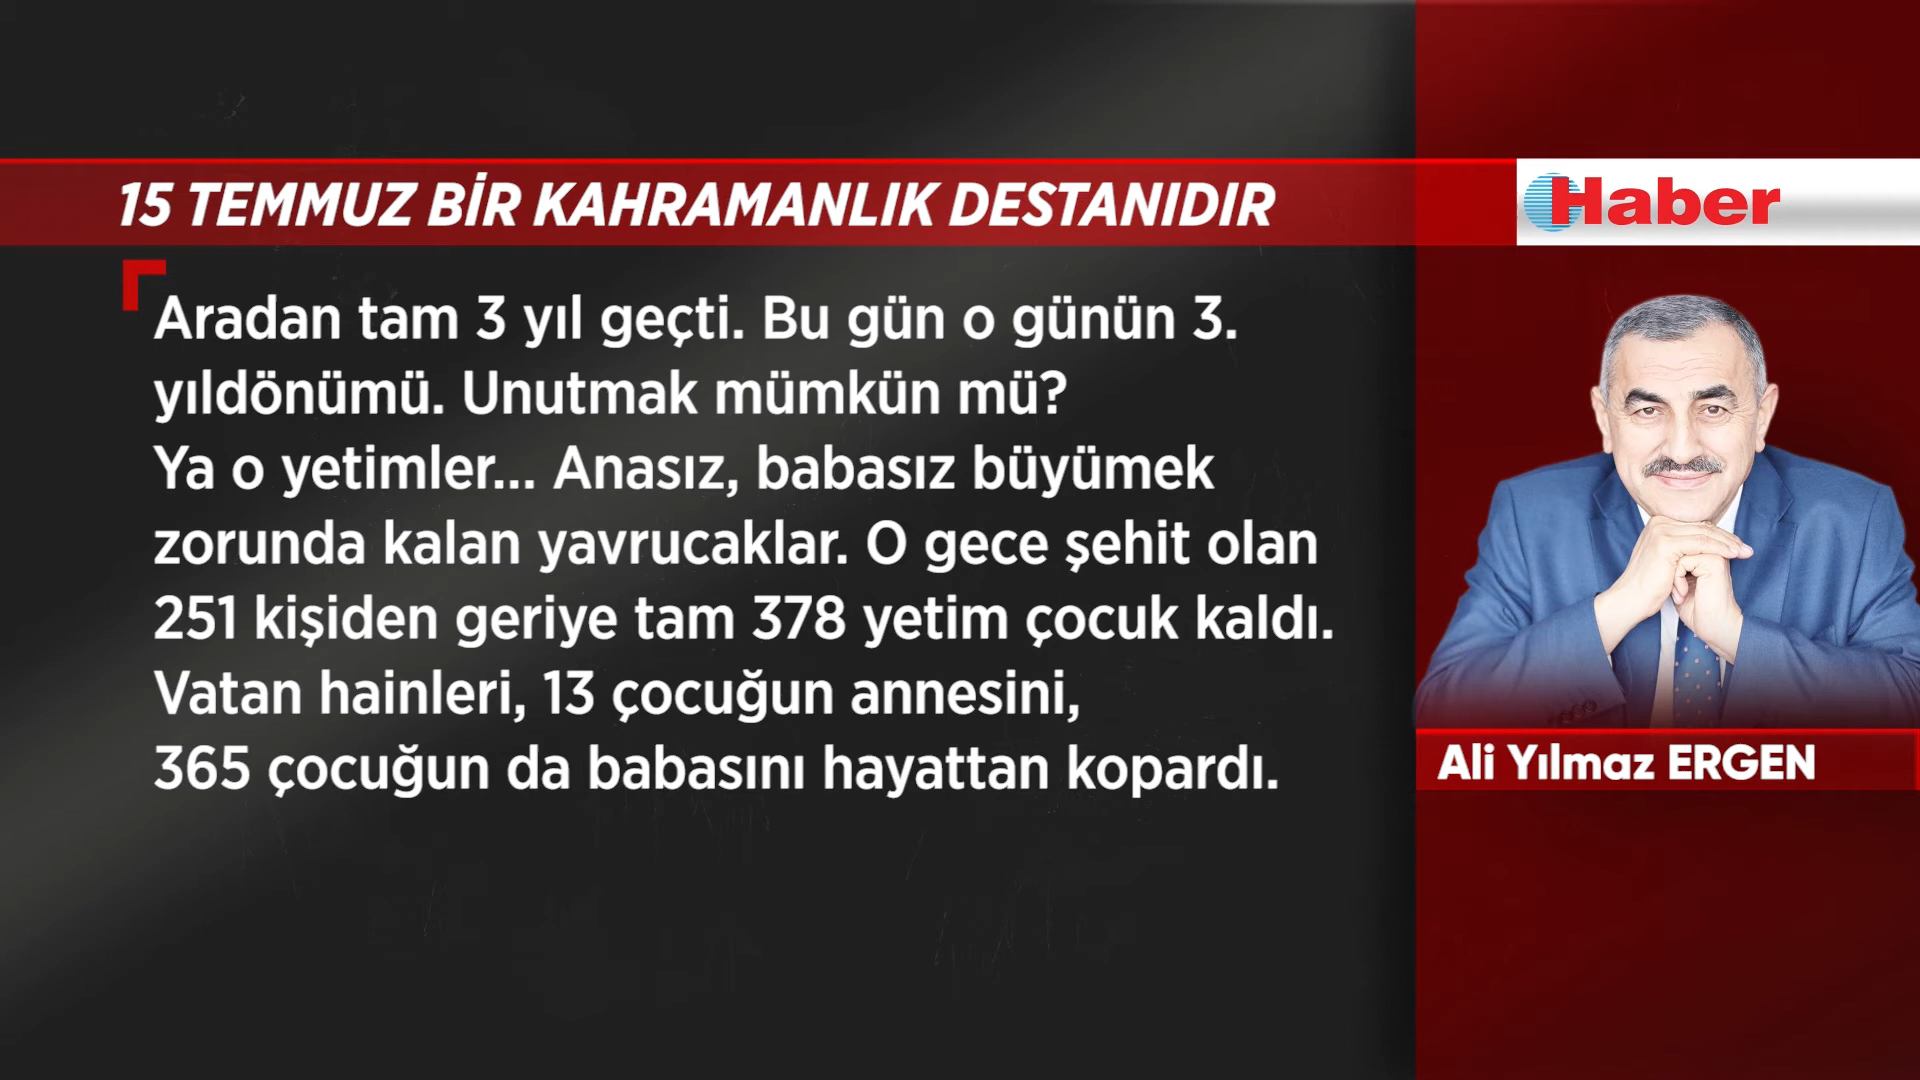 15 TEMMUZ BİR KAHRAMANLIK DESTANIDIR
Haber
Aradan tam 3 yıl geçti. Bu gün o günün 3.
yıldönümü. Unutmak mümkün mü?
Ya o yetimler... Anasız, babasız büyümek
zorunda kalan yavrucaklar. O gece şehit olan
251 kişiden geriye tam 378 yetim çocuk kaldı.
Vatan hainleri, 13 çocuğun annesini,
365 çocuğun da babasını hayattan kopardı.
Ali Yılmaz ERGEN